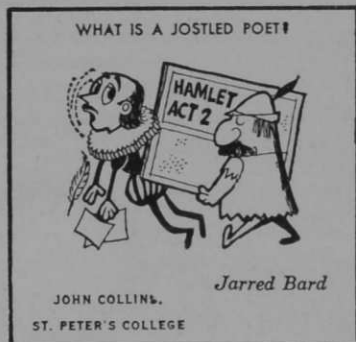 WHAT IS A JOSTLED POET?
HAMLET
ACT 2
Jarred Bard
JOHN COLLINS,
ST. PETER'S COLLEGE